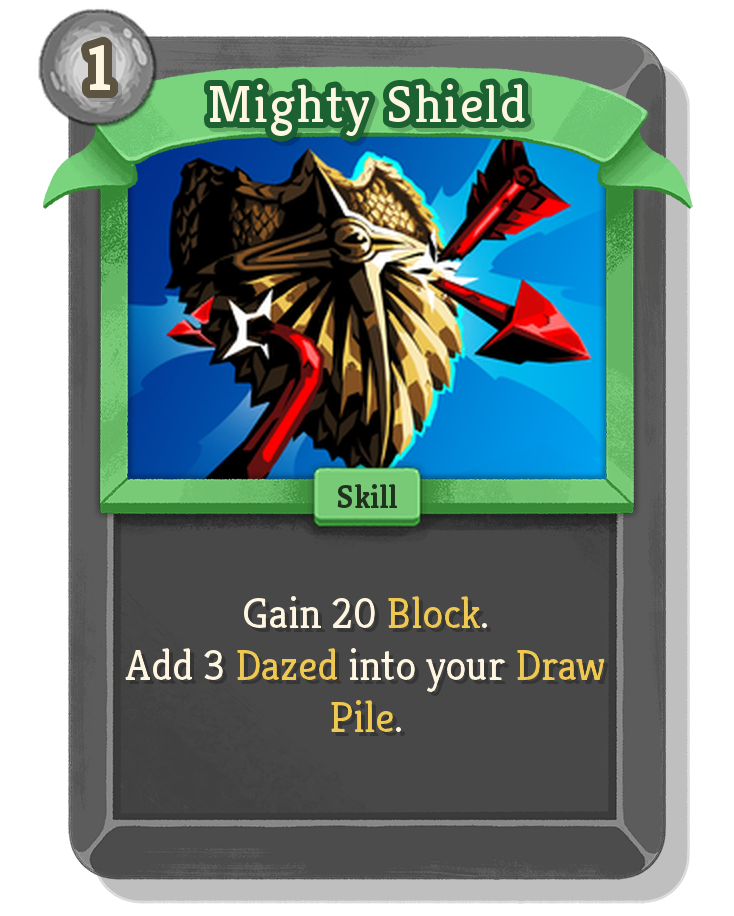 1
Mighty Shield
Skill
Gain 20 Block.
Add 3 Dazed into your Draw
Pile.